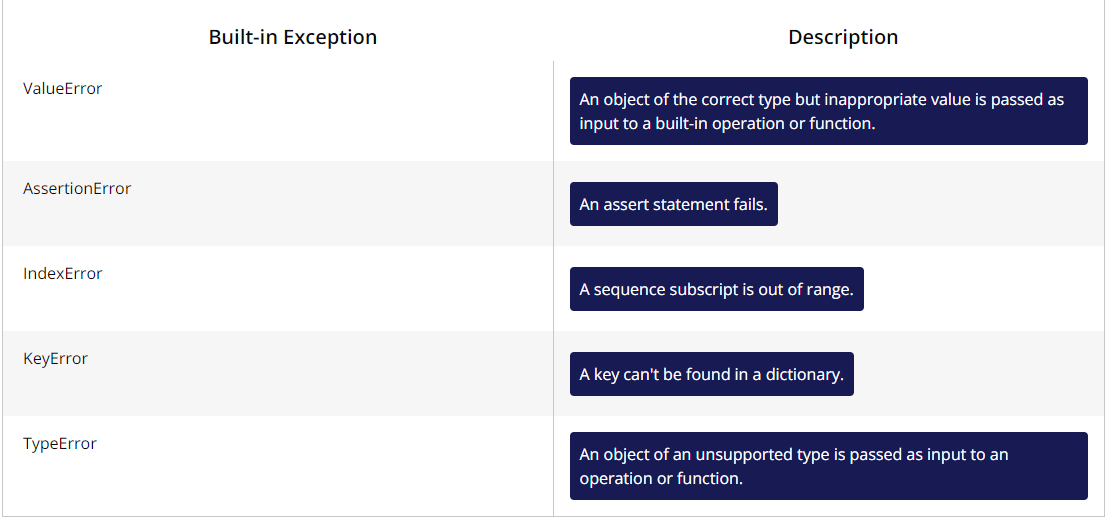 Built-in Exception Description
ValueError
An object of the correct type but inappropriate value is passed as
input to a built-in operation or function.
AssertionError
An assert statement fails.
IndexError
A sequence subscript is out of range.
KeyError
A key can't be found in a dictionary.
TypeError
An object of an unsupported type is passed as input to an
operation or function.